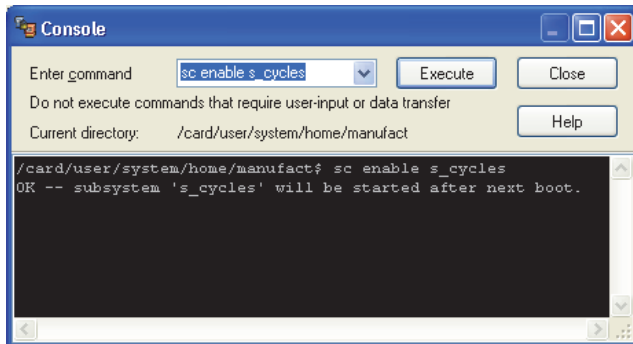 Console
Enter command
sc enable s_cycles
Execute
Close
Do not execute commands that require user-input or data transfer
Help
Current directory: /card/user/system/home/manufact
/card/user/system/home/manufact$ sc enable s_cycles
OK -- subsystem 's_cycles' will be started after next boot.